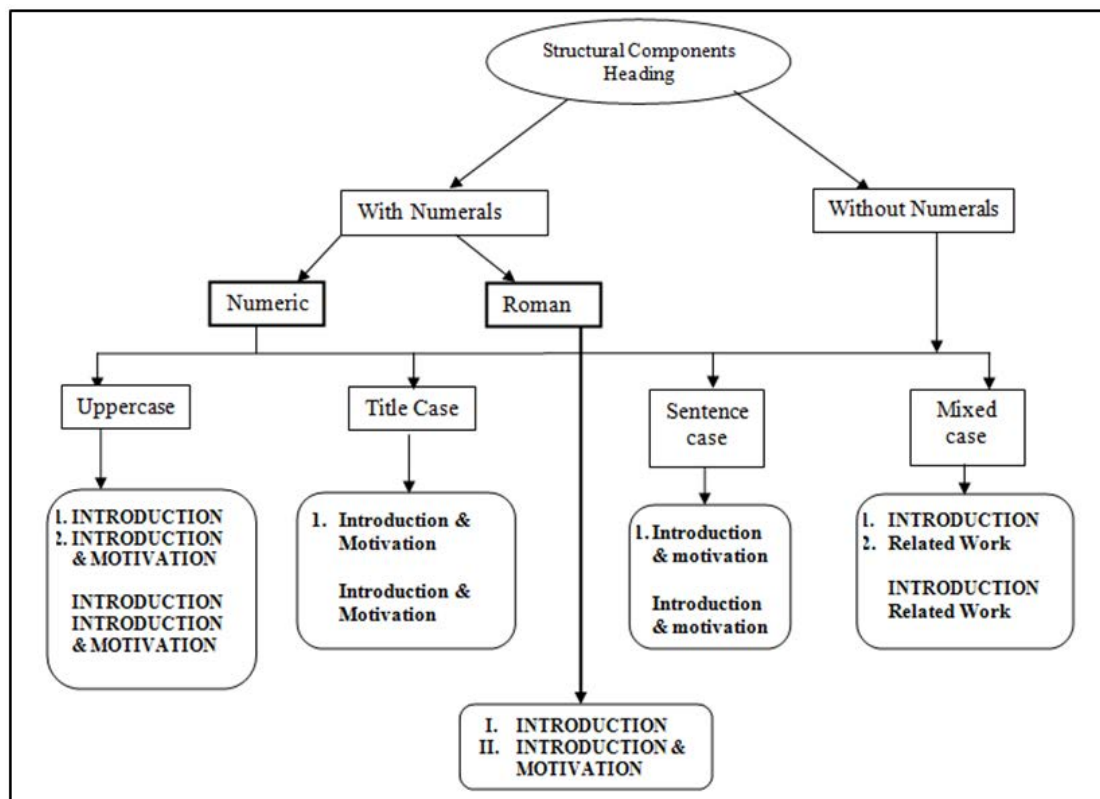 Structural Components
Heading
With Numerals
Without Numerals
Numeric
Roman
Uppercase
Title Case
Sentence
case
Mixed
case
1. INTRODUCTION
2. INTRODUCTION
& MOTIVATION
INTRODUCTION
INTRODUCTION
& MOTIVATION
1. Introduction &
Motivation
Introduction &
Motivation
1. Introduction
& motivation
Introduction
& motivation
1. INTRODUCTION
2. Related Work
INTRODUCTION
Related Work
I. INTRODUCTION
II. INTRODUCTION &
MOTIVATION